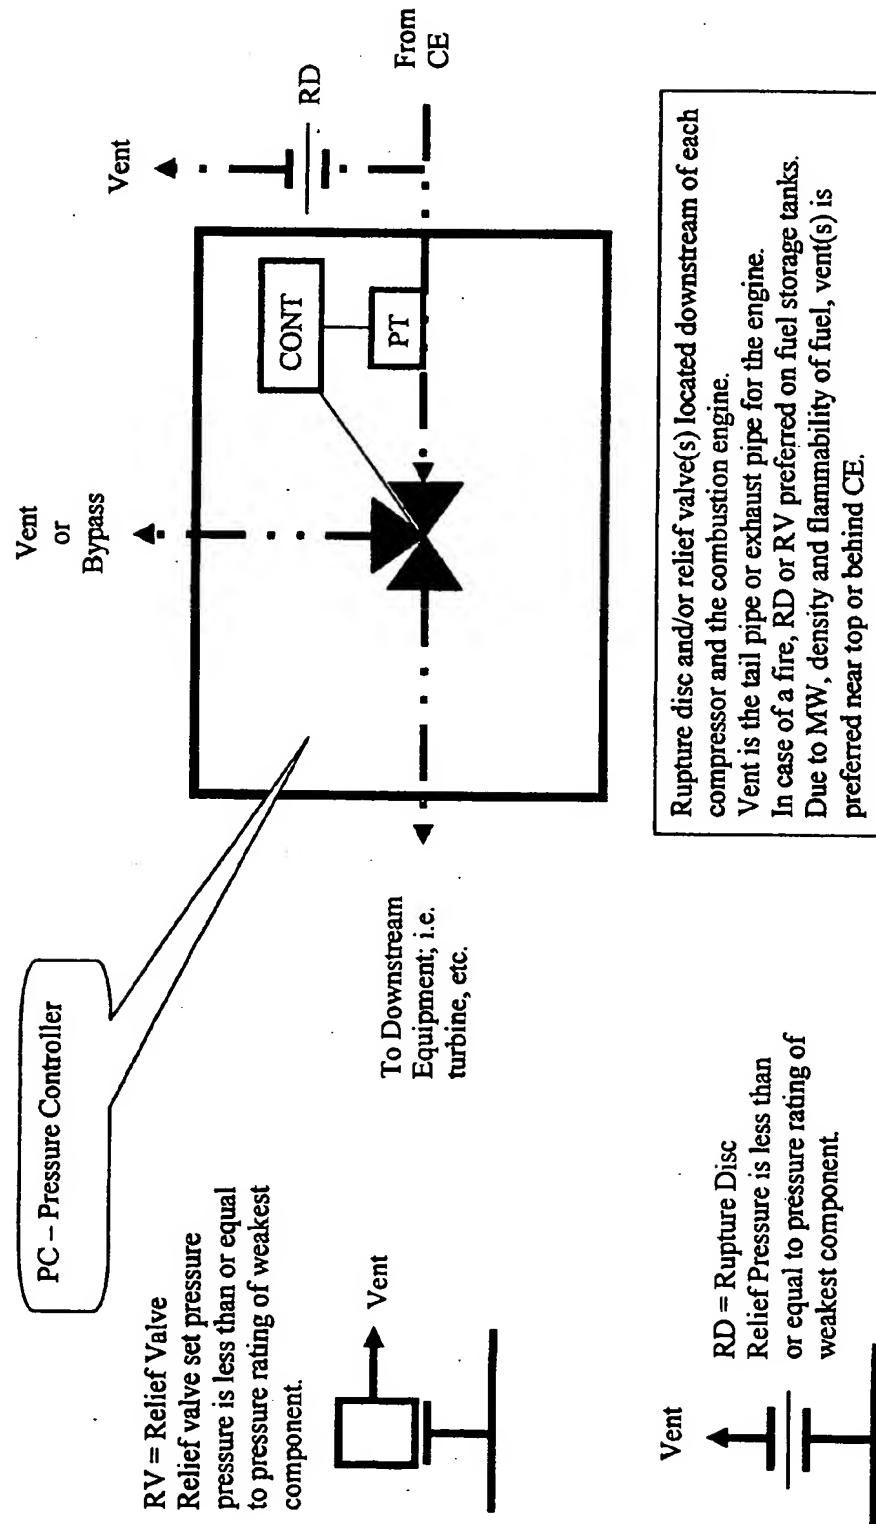 PC – Pressure Controller
RV = Relief Valve
Relief valve set pressure
pressure is less than or equal
to pressure rating of weakest
component.
Vent
To Downstream
Equipment; i.e.
turbine, etc.
Vent
or
Bypass
CONT
PT
Vent
RD
From
CE
Vent
RD = Rupture Disc
Relief Pressure is less than
or equal to pressure rating of
weakest component.
Rupture disc and/or relief valve(s) located downstream of each
compressor and the combustion engine.
Vent is the tail pipe or exhaust pipe for the engine.
In case of a fire, RD or RV preferred on fuel storage tanks.
Due to MW, density and flammability of fuel, vent(s) is
preferred near top or behind CE.